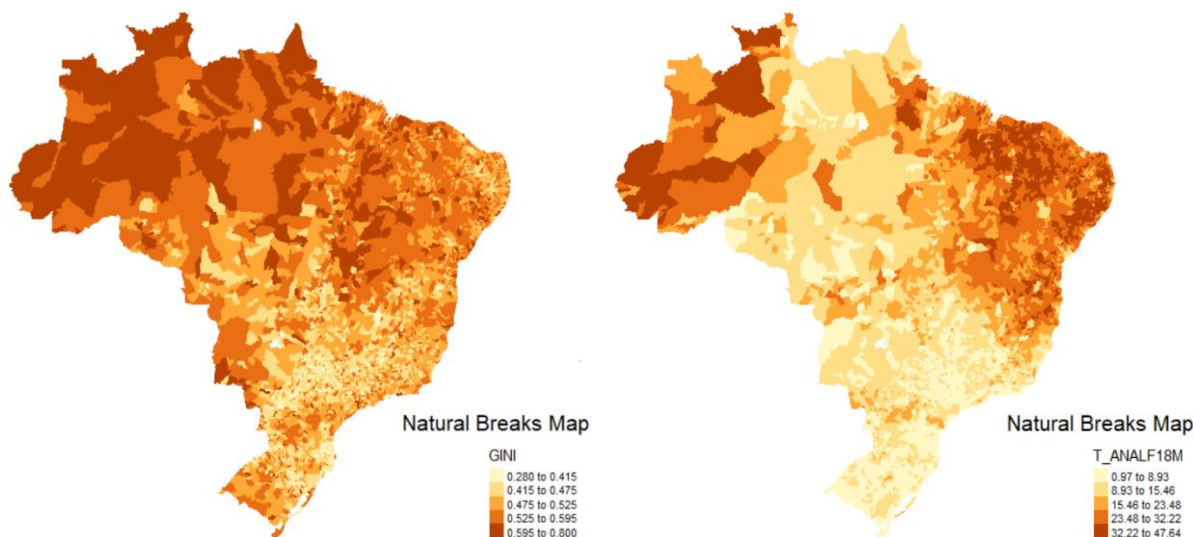 Natural Breaks Map
GINI
0.280 to 0.415
0.415 to 0.475
0.475 to 0.525
0.525 to 0.595
0.595 to 0.800
Natural Breaks Map
T_ANALF18M
0.97 to 8.93
8.93 to 15.46
15.46 to 23.48
23.48 to 32.22
32.22 to 47.64